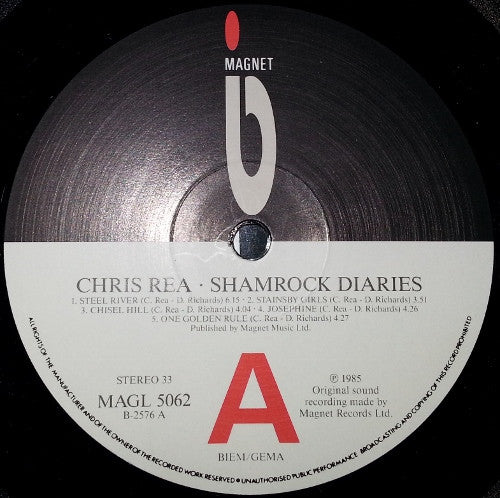 MAGNET
CHRIS REA · SHAMROCK DIARIES
1. STEEL RIVER (C. Rea - D. Richards) 6.15 · 2. STAINSBY GIRLS (C. Rea - D. Richards) 3.51
3. CHISEL HILL (C. Rea - D. Richards) 4.04 · 4. JOSEPHINE (C. Rea - D. Richards) 4.26
5. ONE GOLDEN RULE (C. Rea - D. Richards) 4.27
Published by Magnet Music Ltd.
STEREO 33
MAGL 5062
B-2576 A
A
℗ 1985
Original sound
recording made by
Magnet Records Ltd.
BIEM/GEMA
ALL RIGHTS OF THE MANUFACTURER AND OF THE OWNER OF THE RECORDED WORK RESERVED · UNAUTHORISED PUBLIC PERFORMANCE, BROADCASTING AND COPYING OF THIS RECORD PROHIBITED